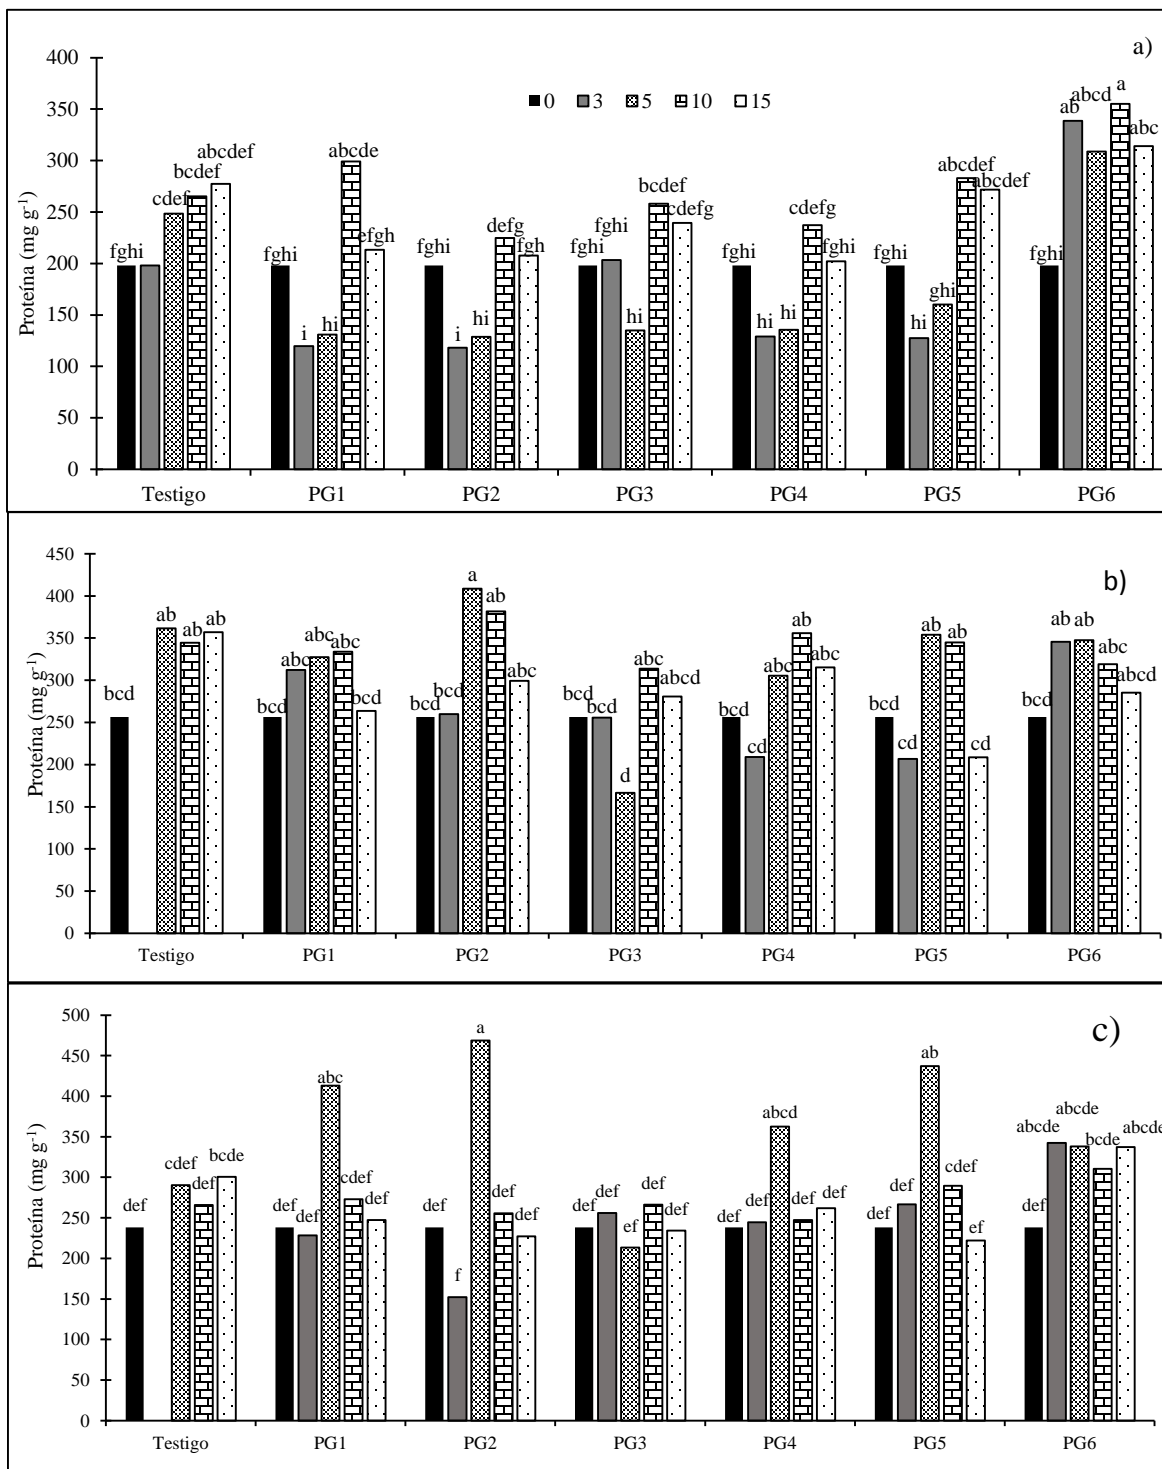 a)
400
350
300
250
200
150
100
50
0
Proteína (mg g-1)
0 3 5 10 15
fghi cdef bcdef abcdef
fghi i hi abcde efgh
fghi i hi defg fgh
fghi fghi hi bcdef cdefg
fghi hi hi cdefg fghi
fghi hi ghi abcdef abcdef
fghi ab abcd a abc
Testigo PG1 PG2 PG3 PG4 PG5 PG6
b)
450
400
350
300
250
200
150
100
50
0
Proteína (mg g-1)
bcd ab ab ab
bcd abc abc abc bcd
bcd bcd a ab abc
bcd bcd d abc abcd
bcd cd abc ab abc
bcd cd ab ab cd
bcd ab ab abc abcd
Testigo PG1 PG2 PG3 PG4 PG5 PG6
c)
500
450
400
350
300
250
200
150
100
50
0
Proteína (mg g-1)
def cdef def bcde
def def abc cdef def
def f a def def
def def ef def def
def def abcd def def
def def ab cdef ef
def abcde abcde bcde abcde
Testigo PG1 PG2 PG3 PG4 PG5 PG6